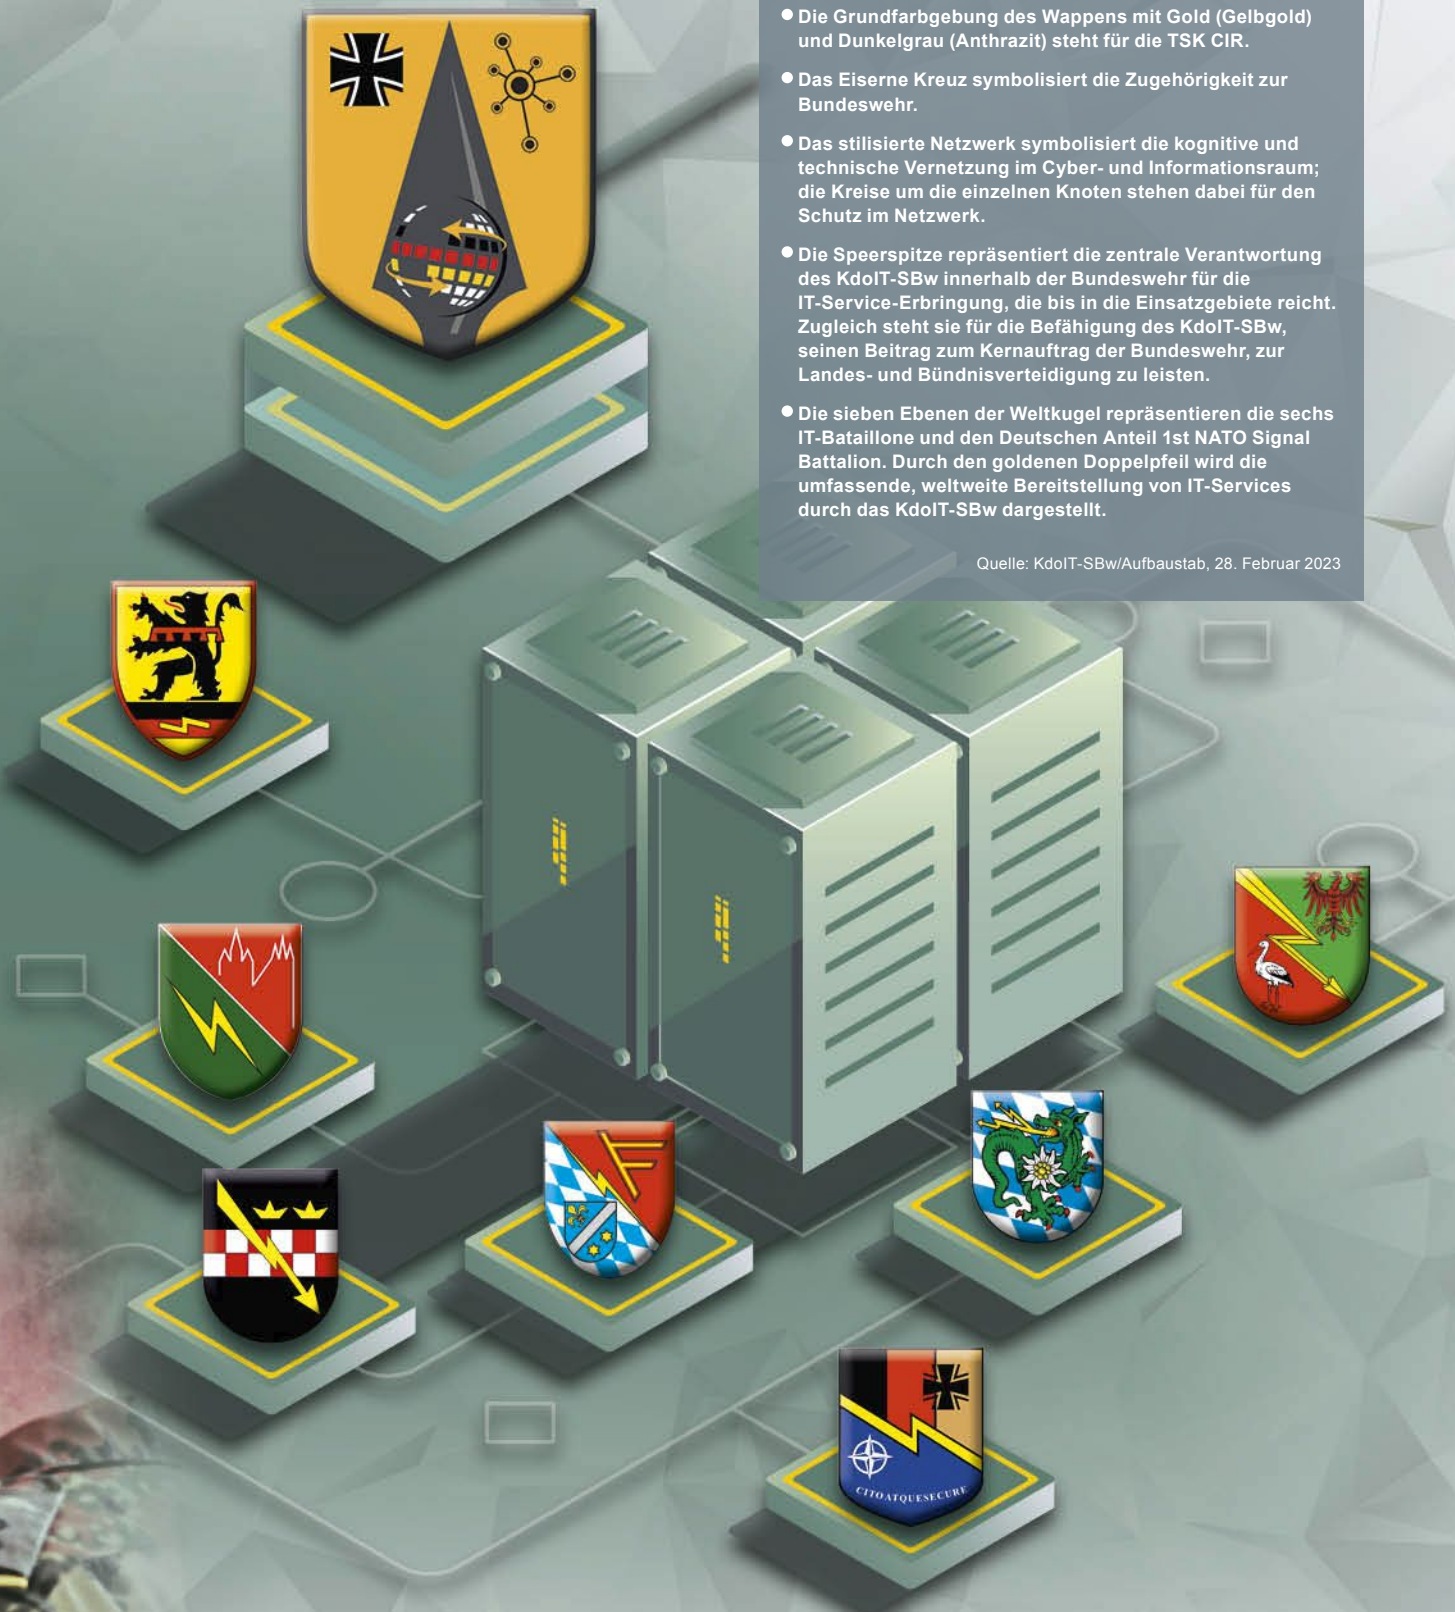 ● Die Grundfarbgebung des Wappens mit Gold (Gelbgold)
und Dunkelgrau (Anthrazit) steht für die TSK CIR.
● Das Eiserne Kreuz symbolisiert die Zugehörigkeit zur
Bundeswehr.
● Das stilisierte Netzwerk symbolisiert die kognitive und
technische Vernetzung im Cyber- und Informationsraum;
die Kreise um die einzelnen Knoten stehen dabei für den
Schutz im Netzwerk.
● Die Speerspitze repräsentiert die zentrale Verantwortung
des KdoIT-SBw innerhalb der Bundeswehr für die
IT-Service-Erbringung, die bis in die Einsatzgebiete reicht.
Zugleich steht sie für die Befähigung des KdoIT-SBw,
seinen Beitrag zum Kernauftrag der Bundeswehr, zur
Landes- und Bündnisverteidigung zu leisten.
● Die sieben Ebenen der Weltkugel repräsentieren die sechs
IT-Bataillone und den Deutschen Anteil 1st NATO Signal
Battalion. Durch den goldenen Doppelpfeil wird die
umfassende, weltweite Bereitstellung von IT-Services
durch das KdoIT-SBw dargestellt.
Quelle: KdoIT-SBw/Aufbaustab, 28. Februar 2023
CITO ATQUE SECURE